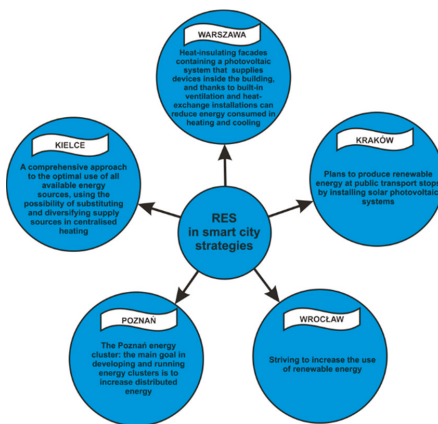 WARSZAWA
Heat-insulating facades
containing a photovoltaic
system that supplies
devices inside the building,
and thanks to built-in
ventilation and heat-
exchange installations can
reduce energy consumed in
heating and cooling
KIELCE
A comprehensive approach
to the optimal use of all
available energy
sources, using the
possibility of substituting
and diversifying supply
sources in centralised
heating
KRAKÓW
Plans to produce renewable
energy at public transport stops
by installing solar photovoltaic
systems
RES
in smart city
strategies
POZNAŃ
The Poznań energy
cluster: the main goal in
developing and running
energy clusters is to
increase distributed
energy
WROCŁAW
Striving to increase the use
of renewable energy